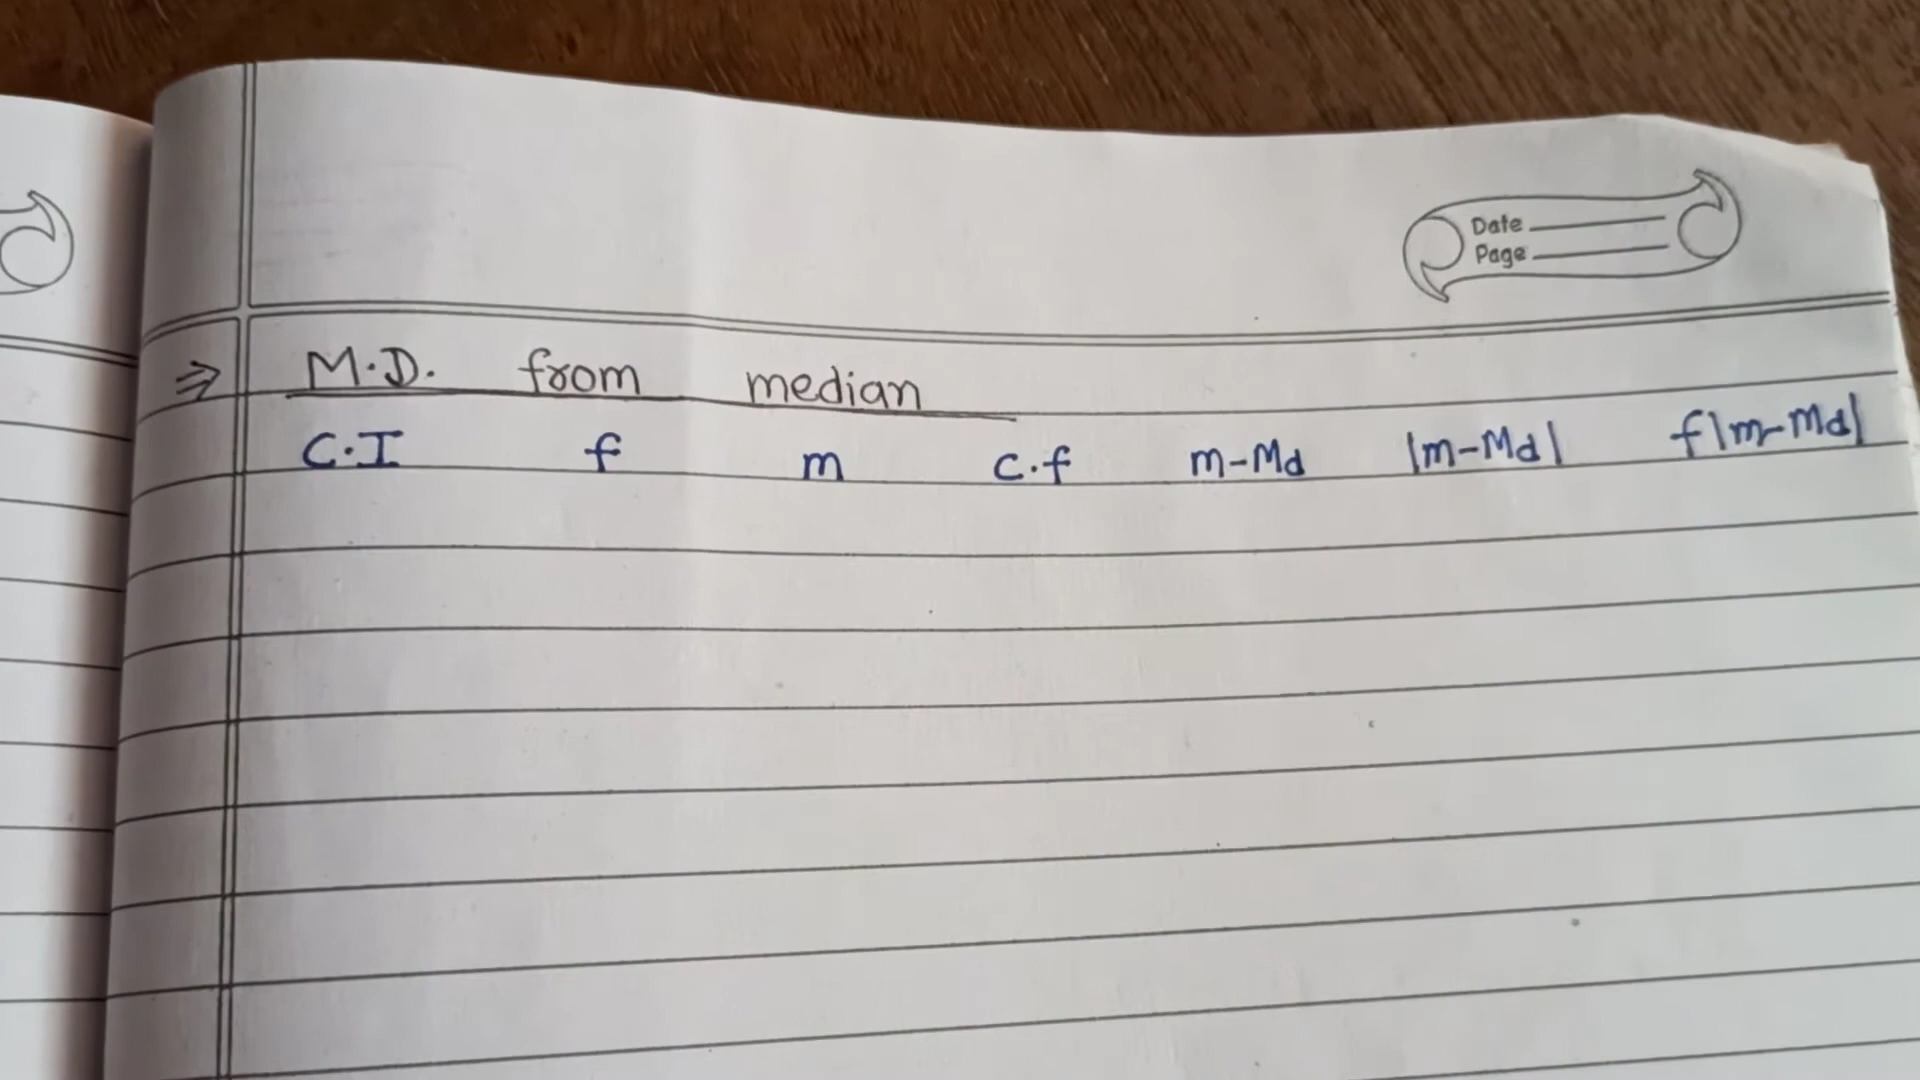 Date
Page
⇒ M.D. from median
C.I f m c.f m-Md |m-Md| f|m-Md|